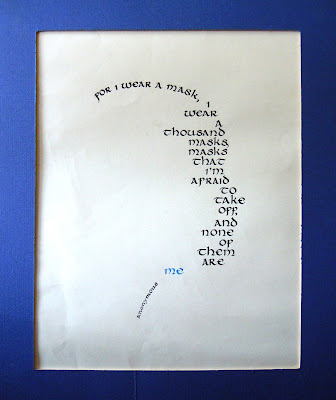 For I wear a mask,
I
wear
a
thousand
masks,
masks
that
I'm
afraid
to
take
off,
and
none
of
them
are
me
anonymous